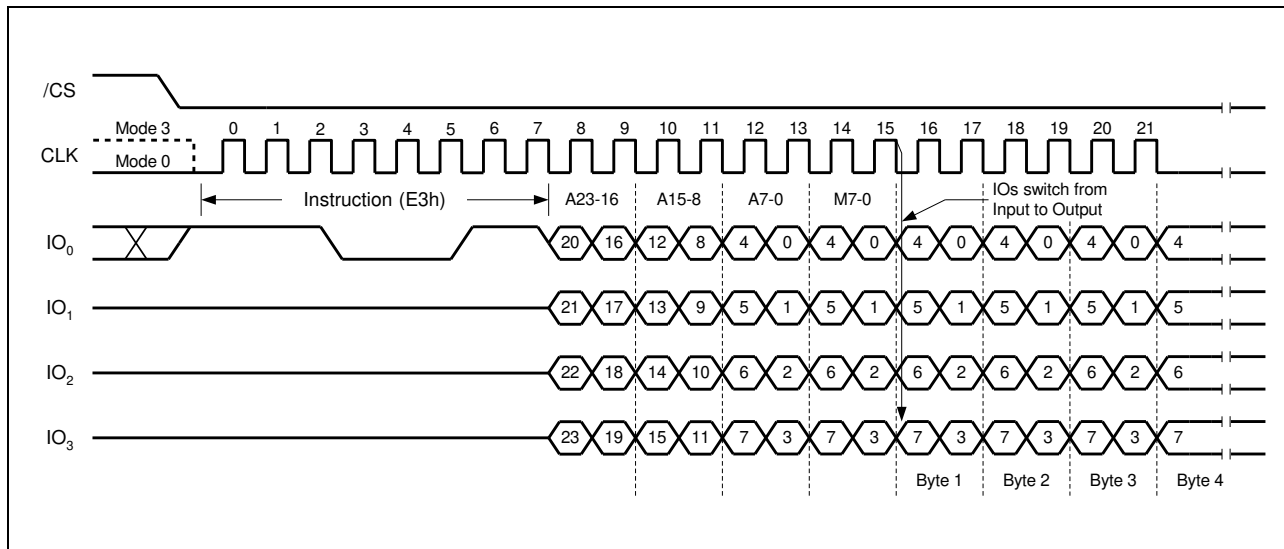 /CS
Mode 3 0 1 2 3 4 5 6 7 8 9 10 11 12 13 14 15 16 17 18 19 20 21
CLK Mode 0
Instruction (E3h) A23-16 A15-8 A7-0 M7-0 IOs switch from
Input to Output
IO0 20 16 12 8 4 0 4 0 4 0 4 0 4 0 4
IO1 21 17 13 9 5 1 5 1 5 1 5 1 5 1 5
IO2 22 18 14 10 6 2 6 2 6 2 6 2 6 2 6
IO3 23 19 15 11 7 3 7 3 7 3 7 3 7 3 7
Byte 1 Byte 2 Byte 3 Byte 4